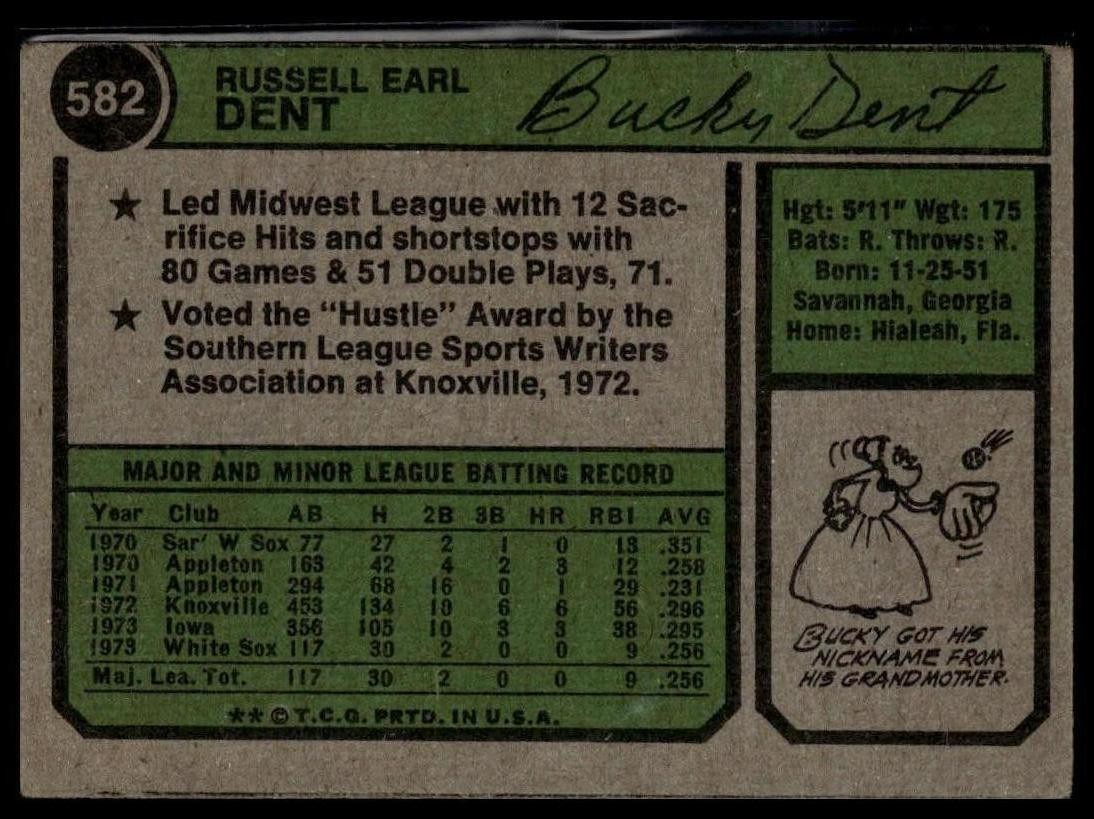 582
RUSSELL EARL
DENT
Bucky Dent
★ Led Midwest League with 12 Sac-
rifice Hits and shortstops with
80 Games & 51 Double Plays, 71.
★ Voted the "Hustle" Award by the
Southern League Sports Writers
Association at Knoxville, 1972.
Hgt: 5'11" Wgt: 175
Bats: R. Throws: R.
Born: 11-25-51
Savannah, Georgia
Home: Hialeah, Fla.
MAJOR AND MINOR LEAGUE BATTING RECORD
Year Club AB H 2B 3B HR RBI AVG
1970 Sar' W Sox 77 27 2 1 0 13 .351
1970 Appleton 163 42 4 2 3 12 .258
1971 Appleton 294 68 16 0 1 29 .231
1972 Knoxville 453 134 10 6 6 56 .296
1973 Iowa 356 105 10 3 3 38 .295
1973 White Sox 117 30 2 0 0 9 .256
Maj. Lea. Tot. 117 30 2 0 0 9 .256
** © T.C.G. PRTD. IN U.S.A.
BUCKY GOT HIS
NICKNAME FROM
HIS GRANDMOTHER.